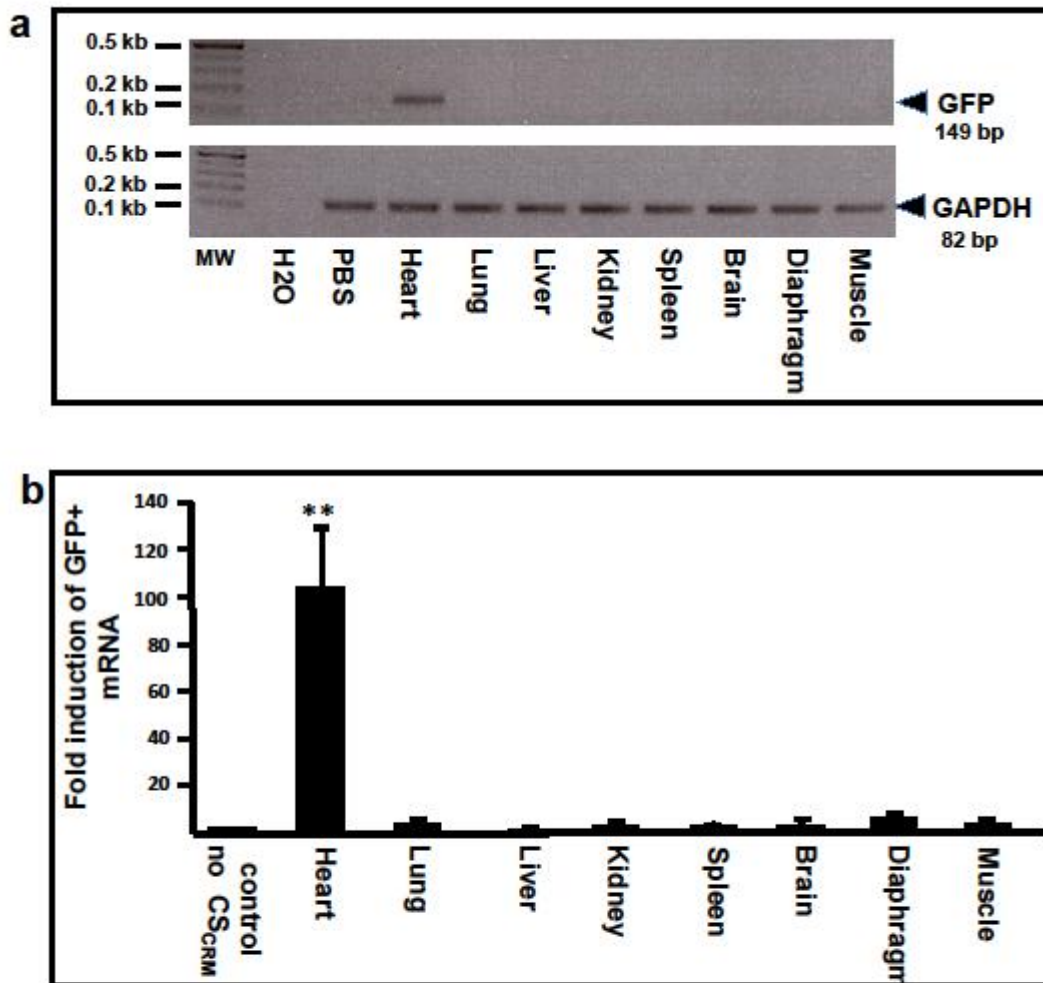 a
0.5 kb
0.2 kb
0.1 kb
GFP
149 bp
0.5 kb
0.2 kb
0.1 kb
GAPDH
82 bp
MW
H2O
PBS
Heart
Lung
Liver
Kidney
Spleen
Brain
Diaphragm
Muscle
b
Fold induction of GFP+
mRNA
140
120
100
80
60
40
20
**
control
no CSCRM
Heart
Lung
Liver
Kidney
Spleen
Brain
Diaphragm
Muscle